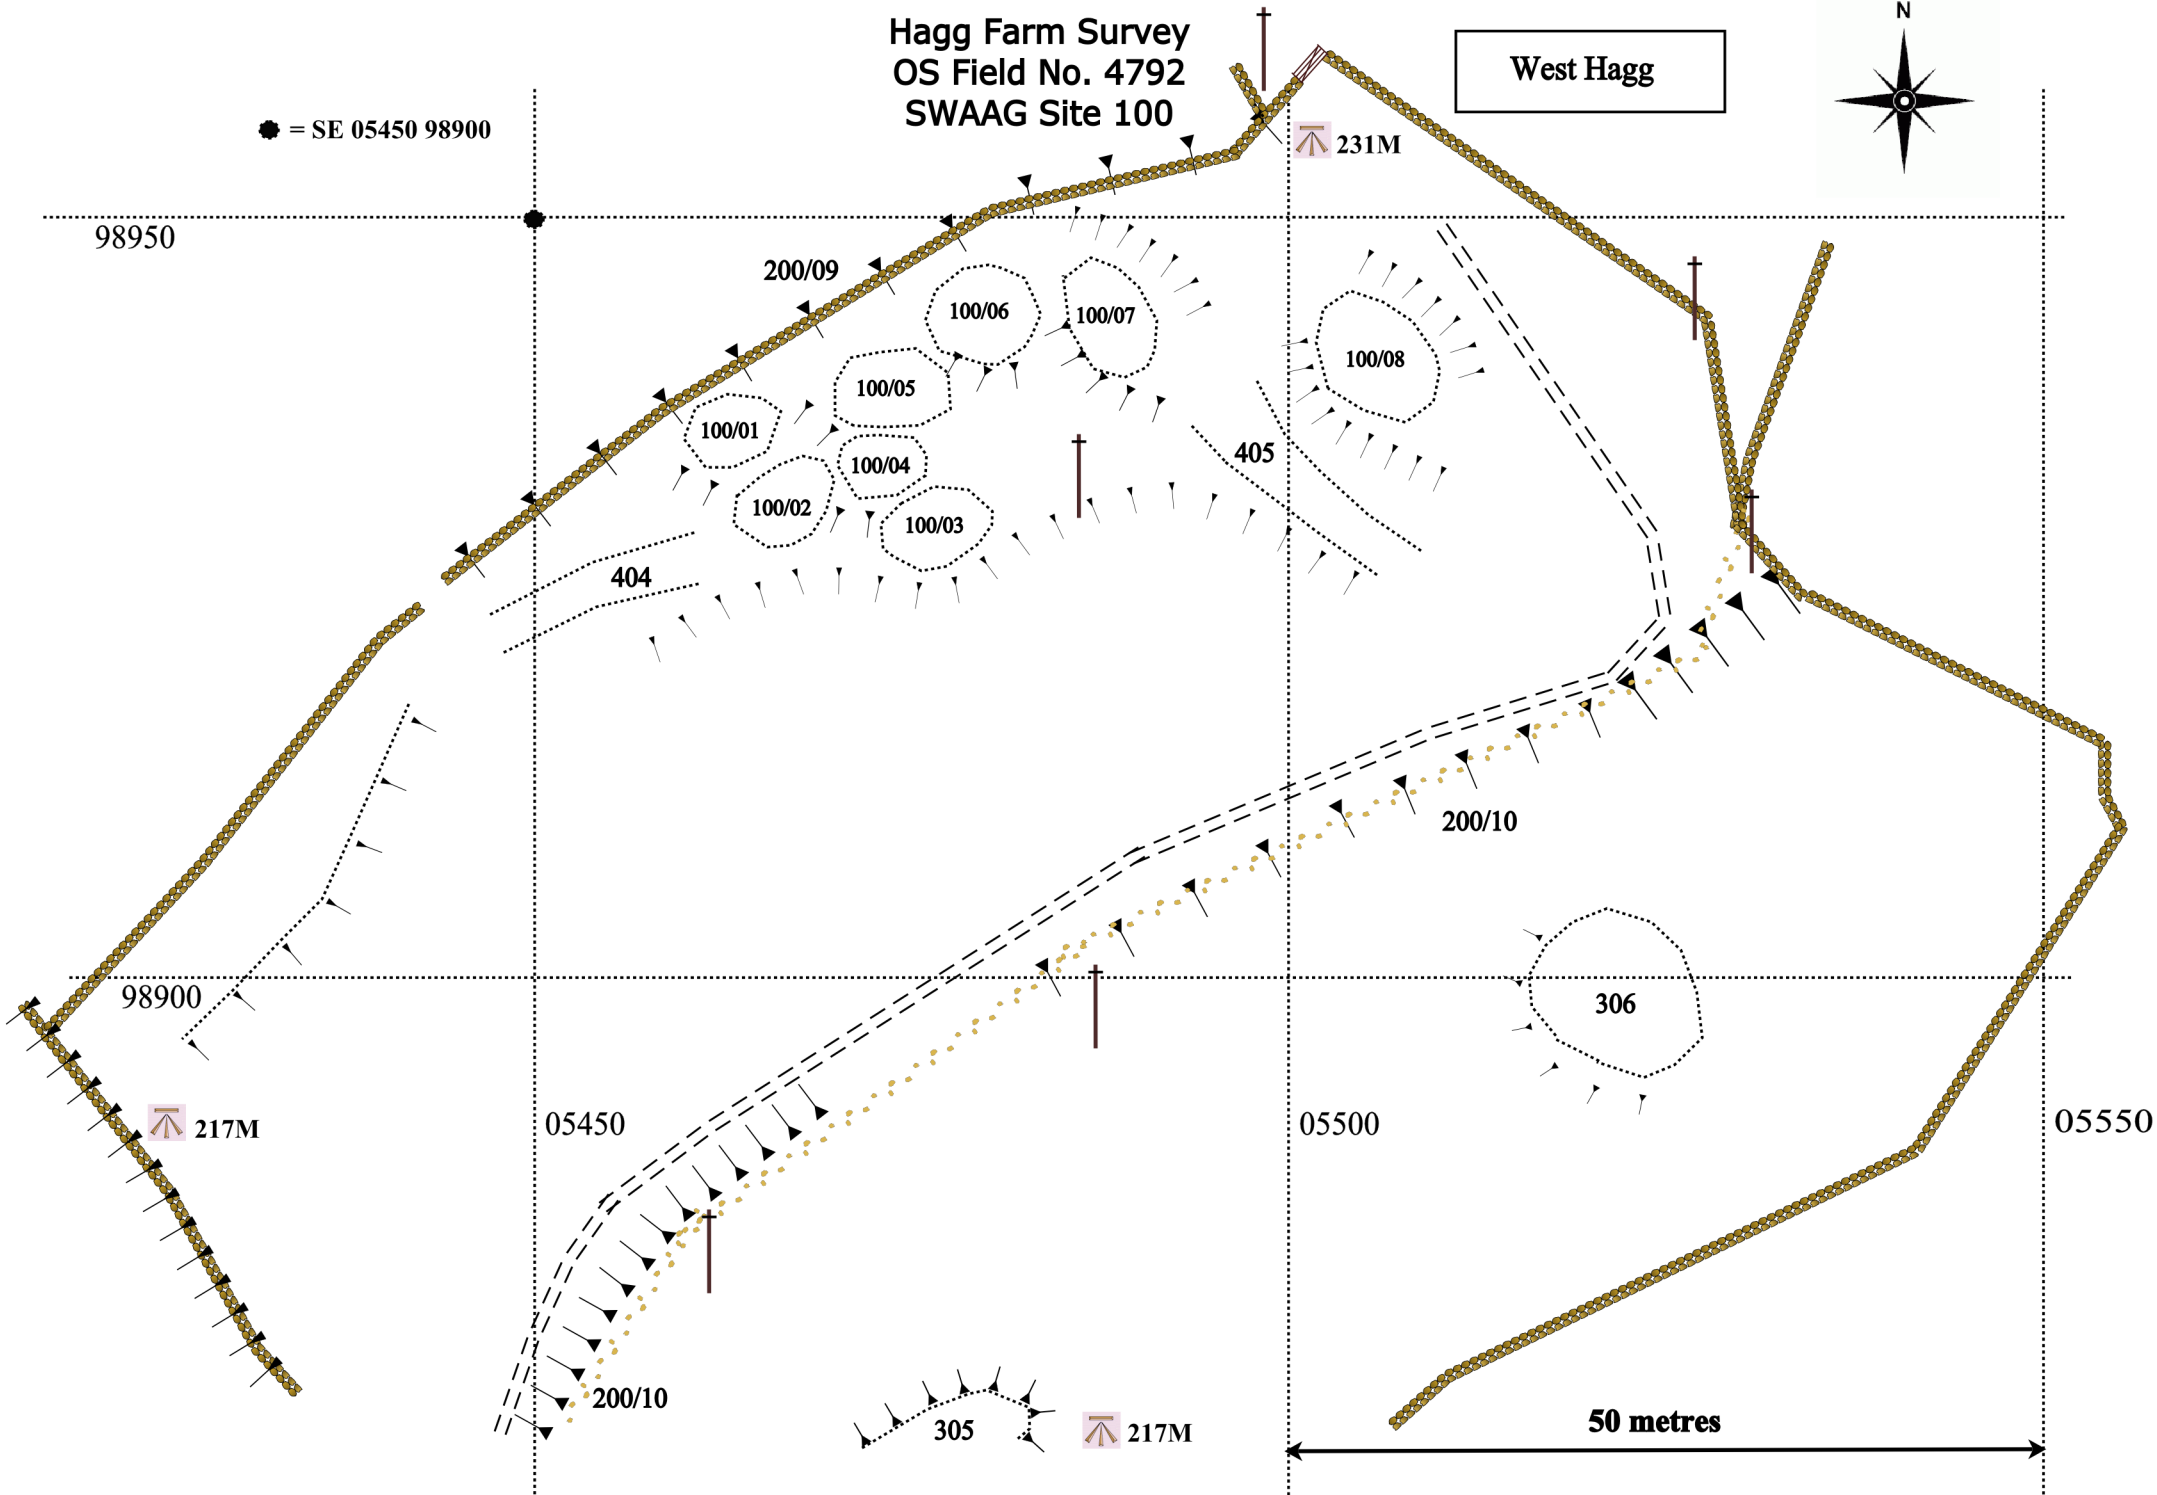 Hagg Farm Survey
OS Field No. 4792
SWAAG Site 100
West Hagg
N
= SE 05450 98900
231M
98950
200/09
100/06
100/07
100/08
100/05
100/01
100/04
405
100/02
100/03
404
200/10
98900
306
217M
05450
05500
05550
200/10
305
217M
50 metres